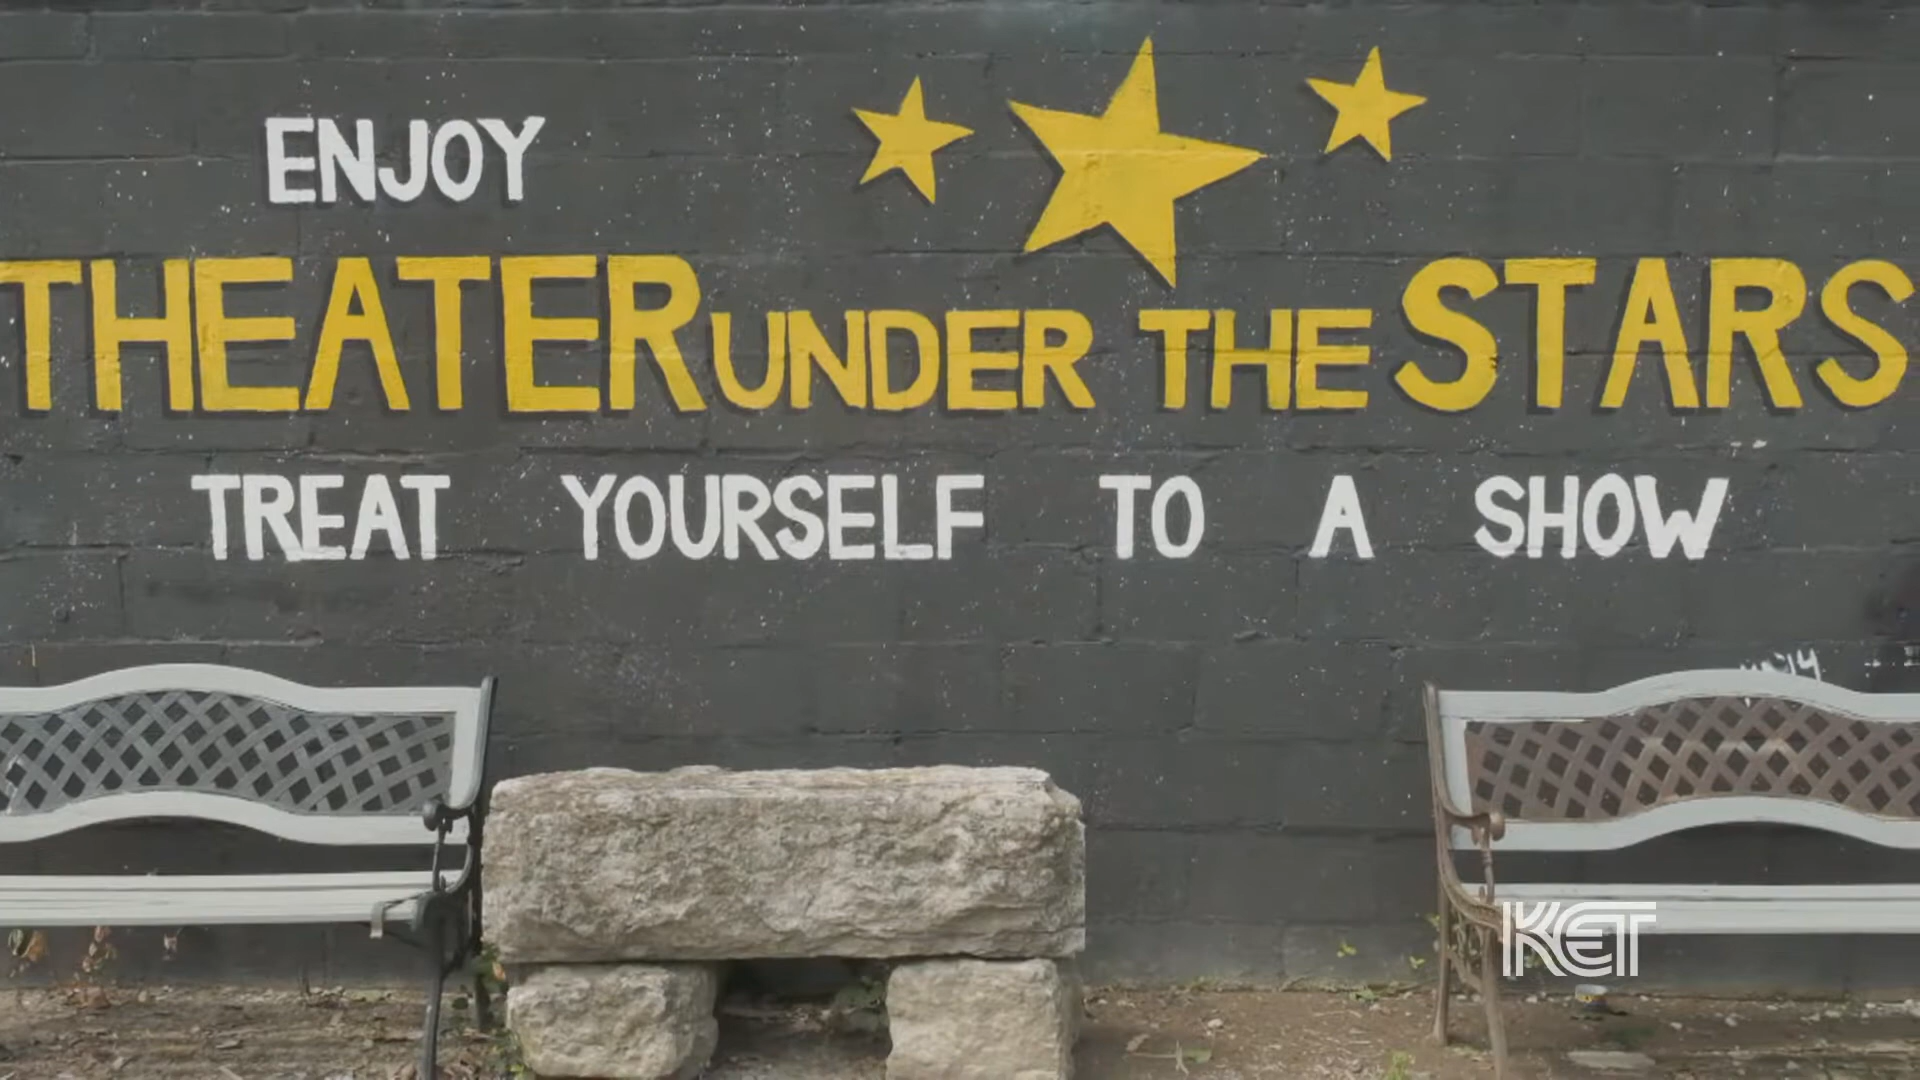 ENJOY
THEATER UNDER THE STARS
TREAT YOURSELF TO A SHOW
KET